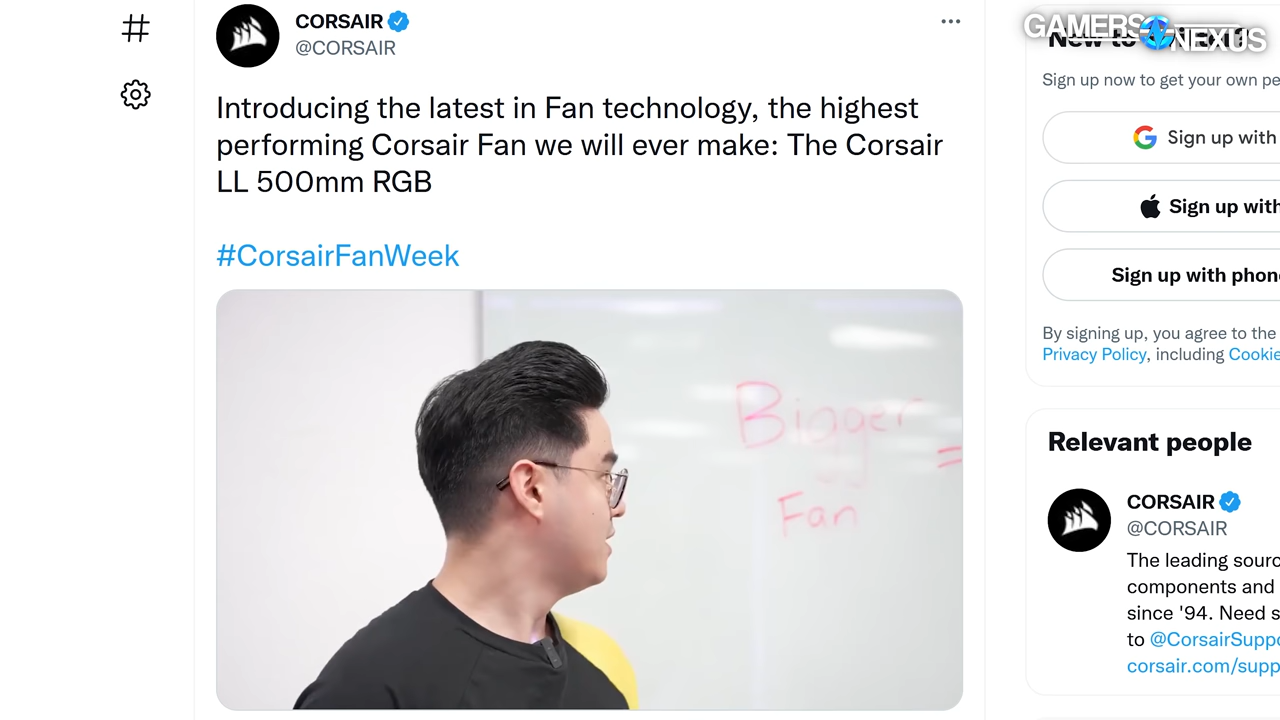 CORSAIR
@CORSAIR
Introducing the latest in Fan technology, the highest
performing Corsair Fan we will ever make: The Corsair
LL 500mm RGB
#CorsairFanWeek
Bigger
=
Fan
GAMERS
NEXUS
New to
Sign up now to get your own pe
Sign up with
Sign up with
Sign up with phon
By signing up, you agree to the
Privacy Policy, including Cookie
Relevant people
CORSAIR
@CORSAIR
The leading sourc
components and
since '94. Need s
to @CorsairSuppo
corsair.com/supp